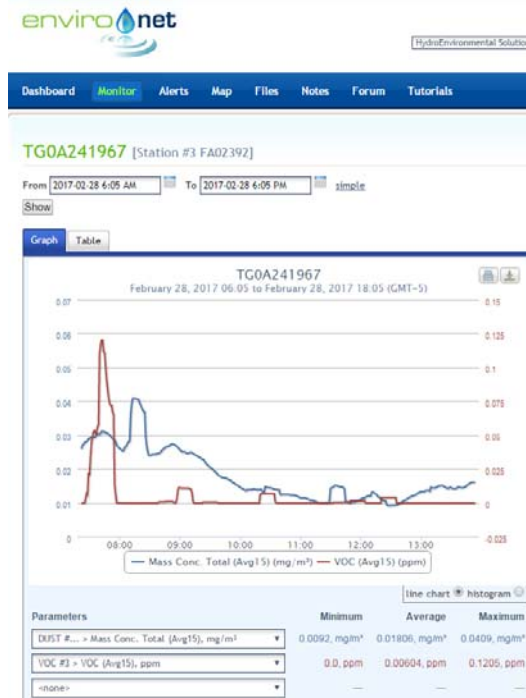 enviro net
HydroEnvironmental Solutio
Dashboard Monitor Alerts Map Files Notes Forum Tutorials
TG0A241967 [Station #3 FA02392]
From 2017-02-28 6:05 AM To 2017-02-28 6:05 PM simple
Show
Graph Table
TG0A241967
February 28, 2017 06:05 to February 28, 2017 18:05 (GMT-5)
0.07 0.15
0.06 0.125
0.05 0.1
0.04 0.075
0.03 0.05
0.02 0.025
0.01 0
0 -0.025
08:00 09:00 10:00 11:00 12:00 13:00
Mass Conc. Total (Avg15) (mg/m³) VOC (Avg15) (ppm)
line chart histogram
Parameters Minimum Average Maximum
DUST #... > Mass Conc. Total (Avg15), mg/m³ 0.0092, mg/m³ 0.01806, mg/m³ 0.0409, mg/m³
VOC #3 > VOC (Avg15), ppm 0.0, ppm 0.00604, ppm 0.1205, ppm
<none> — — —